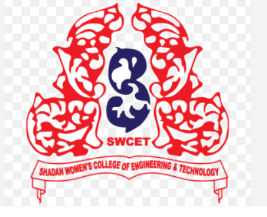 SWCET
SHADAN WOMEN'S COLLEGE OF ENGINEERING & TECHNOLOGY